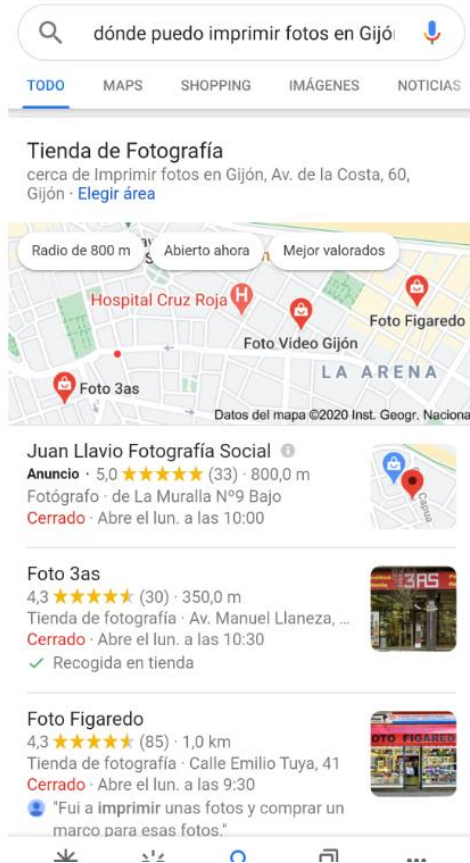 dónde puedo imprimir fotos en Gijó
TODO MAPS SHOPPING IMÁGENES NOTICIAS
Tienda de Fotografía
cerca de Imprimir fotos en Gijón, Av. de la Costa, 60,
Gijón · Elegir área
Radio de 800 m Abierto ahora Mejor valorados
Hospital Cruz Roja H
Foto Figaredo
Foto Vídeo Gijón
LA ARENA
Foto 3as
Datos del mapa ©2020 Inst. Geogr. Naciona
Juan Llavio Fotografía Social
Anuncio · 5,0 ★★★★★ (33) · 800,0 m
Fotógrafo · de La Muralla Nº9 Bajo
Cerrado · Abre el lun. a las 10:00
Capua
Foto 3as
4,3 ★★★★★ (30) · 350,0 m
Tienda de fotografía · Av. Manuel Llaneza, ...
Cerrado · Abre el lun. a las 10:30
✓ Recogida en tienda
3AS
Foto Figaredo
4,3 ★★★★★ (85) · 1,0 km
Tienda de fotografía · Calle Emilio Tuya, 41
Cerrado · Abre el lun. a las 9:30
"Fui a imprimir unas fotos y comprar un
marco para esas fotos."
OTO FIGARED